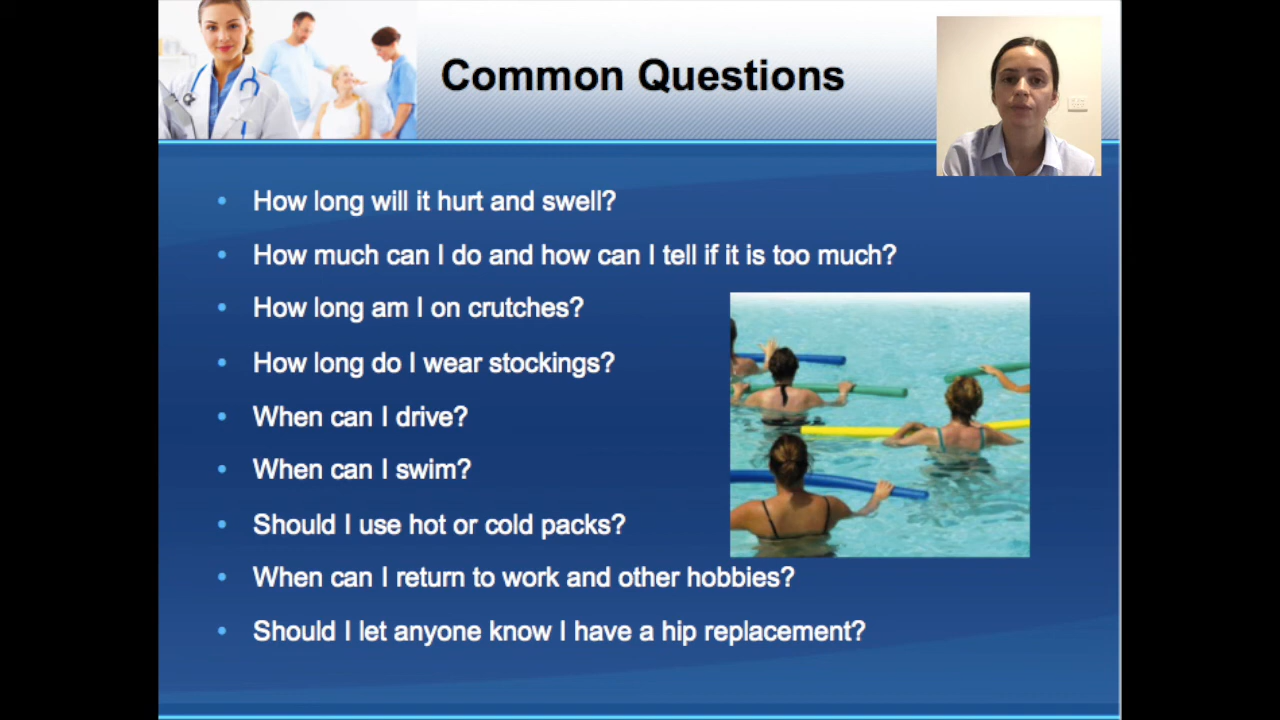 Common Questions
How long will it hurt and swell?
How much can I do and how can I tell if it is too much?
How long am I on crutches?
How long do I wear stockings?
When can I drive?
When can I swim?
Should I use hot or cold packs?
When can I return to work and other hobbies?
Should I let anyone know I have a hip replacement?